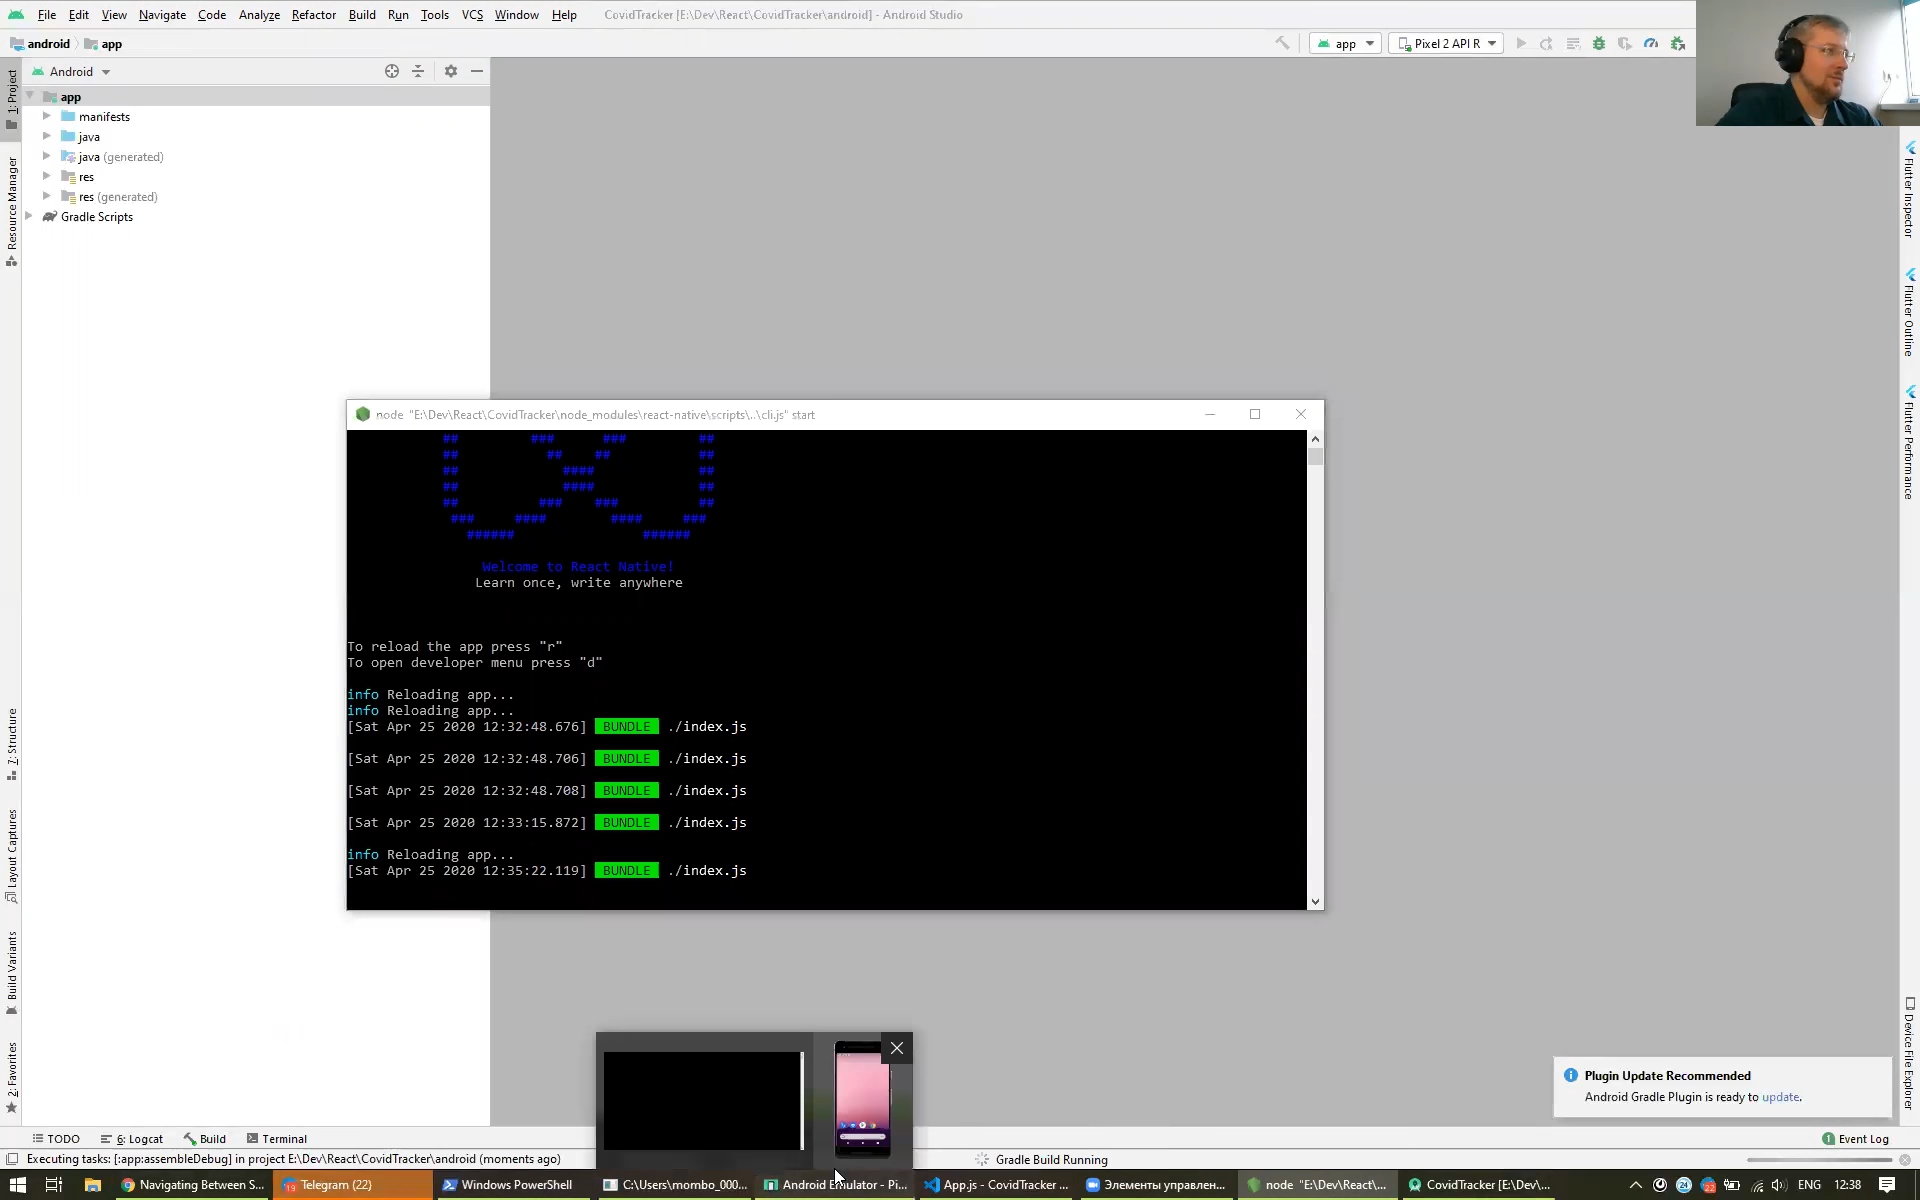 File Edit View Navigate Code Analyze Refactor Build Run Tools VCS Window Help CovidTracker [E:\Dev\React\CovidTracker\android] - Android Studio
android app
app Pixel 2 API R
1: Project
Resource Manager
7: Structure
Layout Captures
Build Variants
2: Favorites
Android
app
manifests
java
java (generated)
res
res (generated)
Gradle Scripts
Flutter Inspector
Flutter Outline
Flutter Performance
Device File Explorer
node "E:\Dev\React\CovidTracker\node_modules\react-native\scripts\..\cli.js" start
## ### ### ##
## ## ## ##
## #### ##
## #### ##
## ### ### ##
### #### #### ###
###### ######
Welcome to React Native!
Learn once, write anywhere
To reload the app press "r"
To open developer menu press "d"
info Reloading app...
info Reloading app...
[Sat Apr 25 2020 12:32:48.676] BUNDLE ./index.js
[Sat Apr 25 2020 12:32:48.706] BUNDLE ./index.js
[Sat Apr 25 2020 12:32:48.708] BUNDLE ./index.js
[Sat Apr 25 2020 12:33:15.872] BUNDLE ./index.js
info Reloading app...
[Sat Apr 25 2020 12:35:22.119] BUNDLE ./index.js
Plugin Update Recommended
Android Gradle Plugin is ready to update.
TODO 6: Logcat Build Terminal 1 Event Log
Executing tasks: [:app:assembleDebug] in project E:\Dev\React\CovidTracker\android (moments ago) Gradle Build Running
Navigating Between S... Telegram (22) Windows PowerShell C:\Users\mombo_000... Android Emulator - Pi... App.js - CovidTracker ... Элементы управлен... node "E:\Dev\React\... CovidTracker [E:\Dev\... ENG 12:38